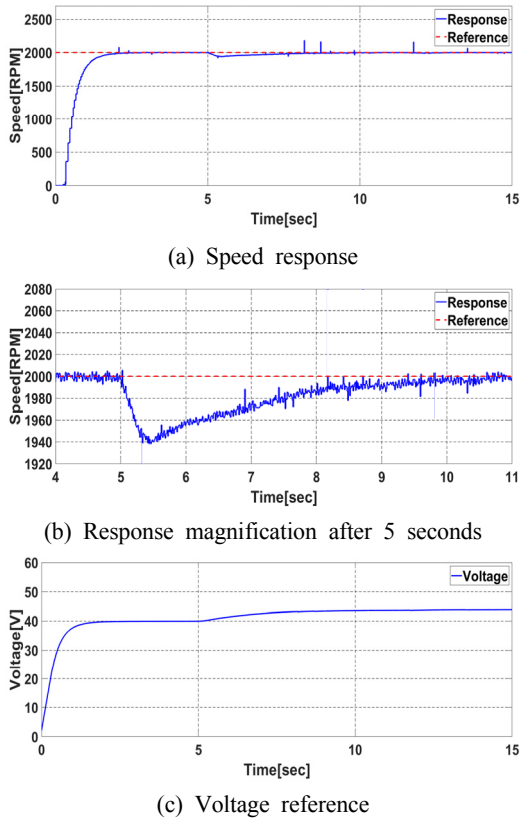 2500
2000
1500
1000
500
0
Speed[RPM]
Response
Reference
0 5 10 15
Time[sec]
(a) Speed response
2080
2060
2040
2020
2000
1980
1960
1940
1920
Speed[RPM]
Response
Reference
4 5 6 7 8 9 10 11
Time[sec]
(b) Response magnification after 5 seconds
60
50
40
30
20
10
0
Voltage[V]
Voltage
0 5 10 15
Time[sec]
(c) Voltage reference